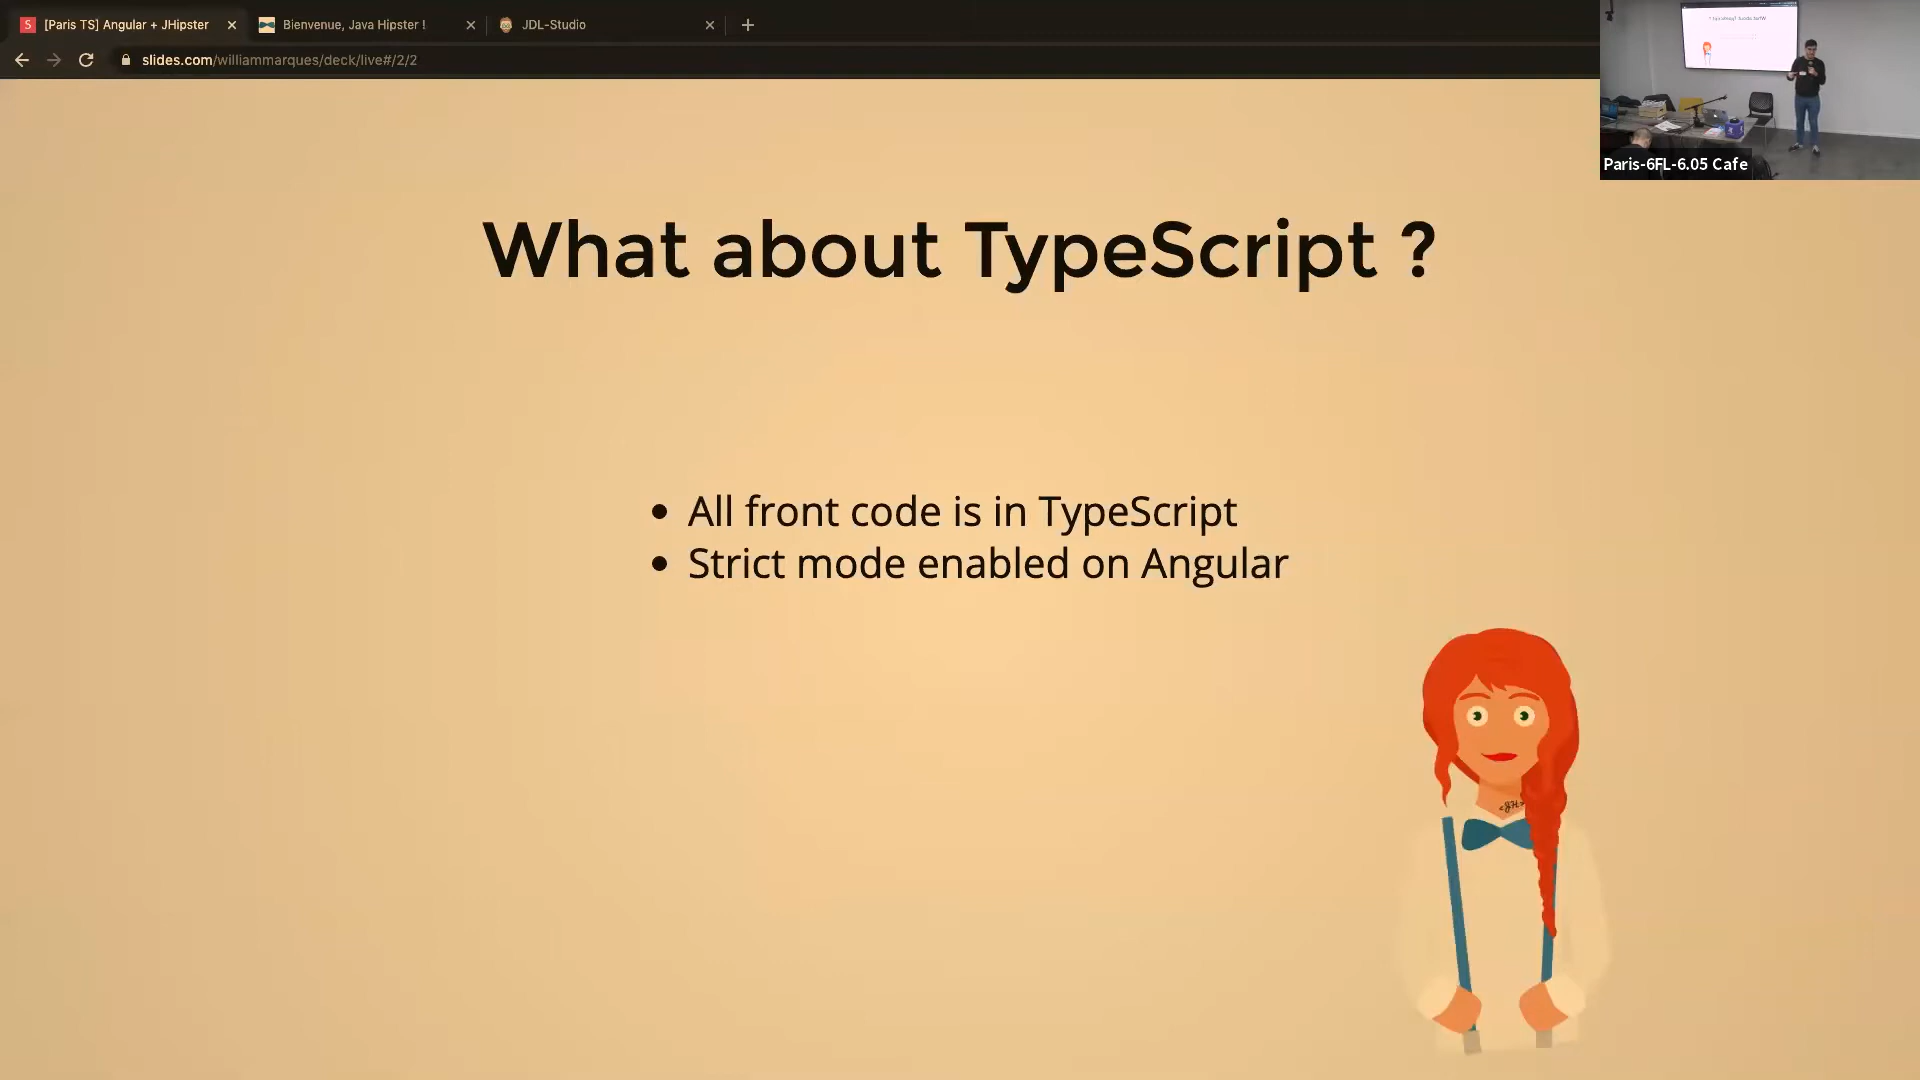 [Paris TS] Angular + JHipster
Bienvenue, Java Hipster !
JDL-Studio
slides.com/williammarques/deck/live#/2/2
Paris-6FL-6.05 Cafe
What about TypeScript ?
All front code is in TypeScript
Strict mode enabled on Angular
<JH>